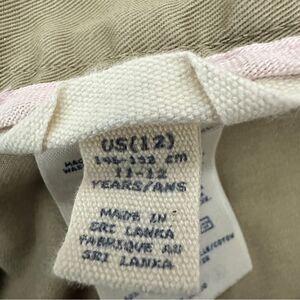 US(12)
146-152 cm
11-12
YEARS/ANS
MADE IN
SRI LANKA
FABRIQUE AU
SRI LANKA